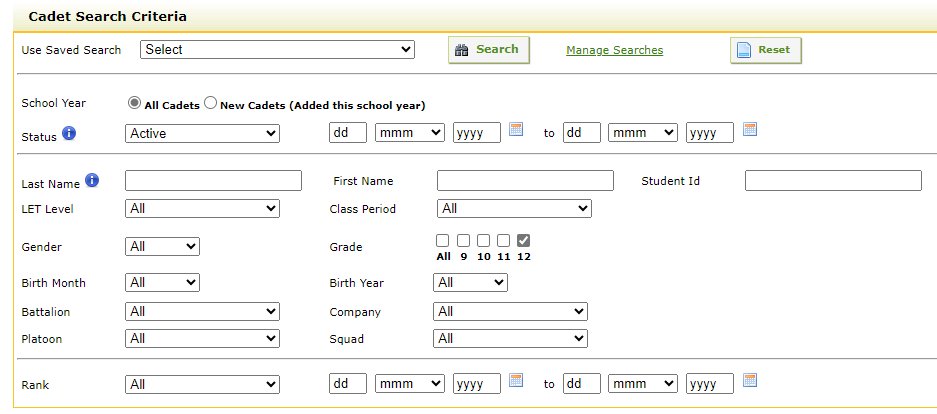 Cadet Search Criteria
Use Saved Search Select Search Manage Searches Reset
School Year All Cadets New Cadets (Added this school year)
Status Active dd mmm yyyy to dd mmm yyyy
Last Name First Name Student Id
LET Level All Class Period All
Gender All Grade All 9 10 11 12
Birth Month All Birth Year All
Battalion All Company All
Platoon All Squad All
Rank All dd mmm yyyy to dd mmm yyyy